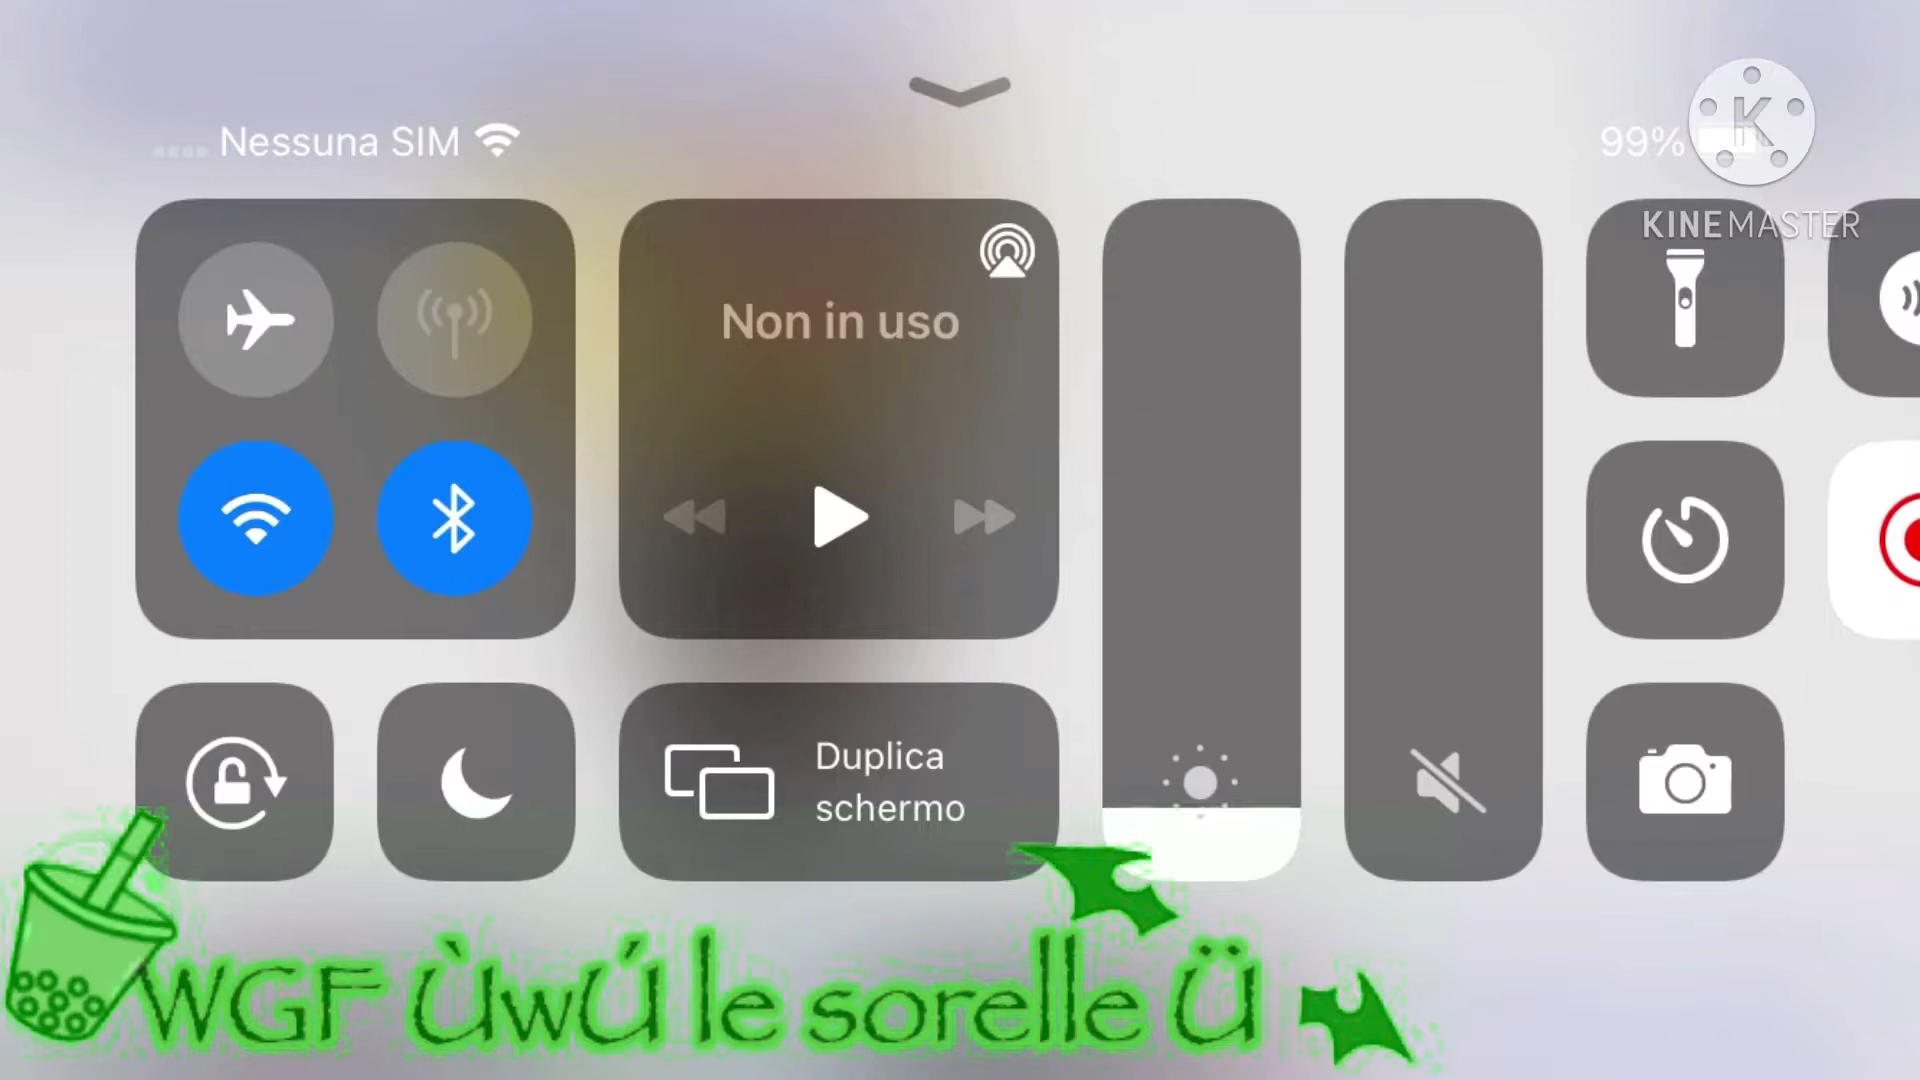 Nessuna SIM
99%
KINEMASTER
Non in uso
Duplica
schermo
WGF ÙwÚ le sorelle Ü